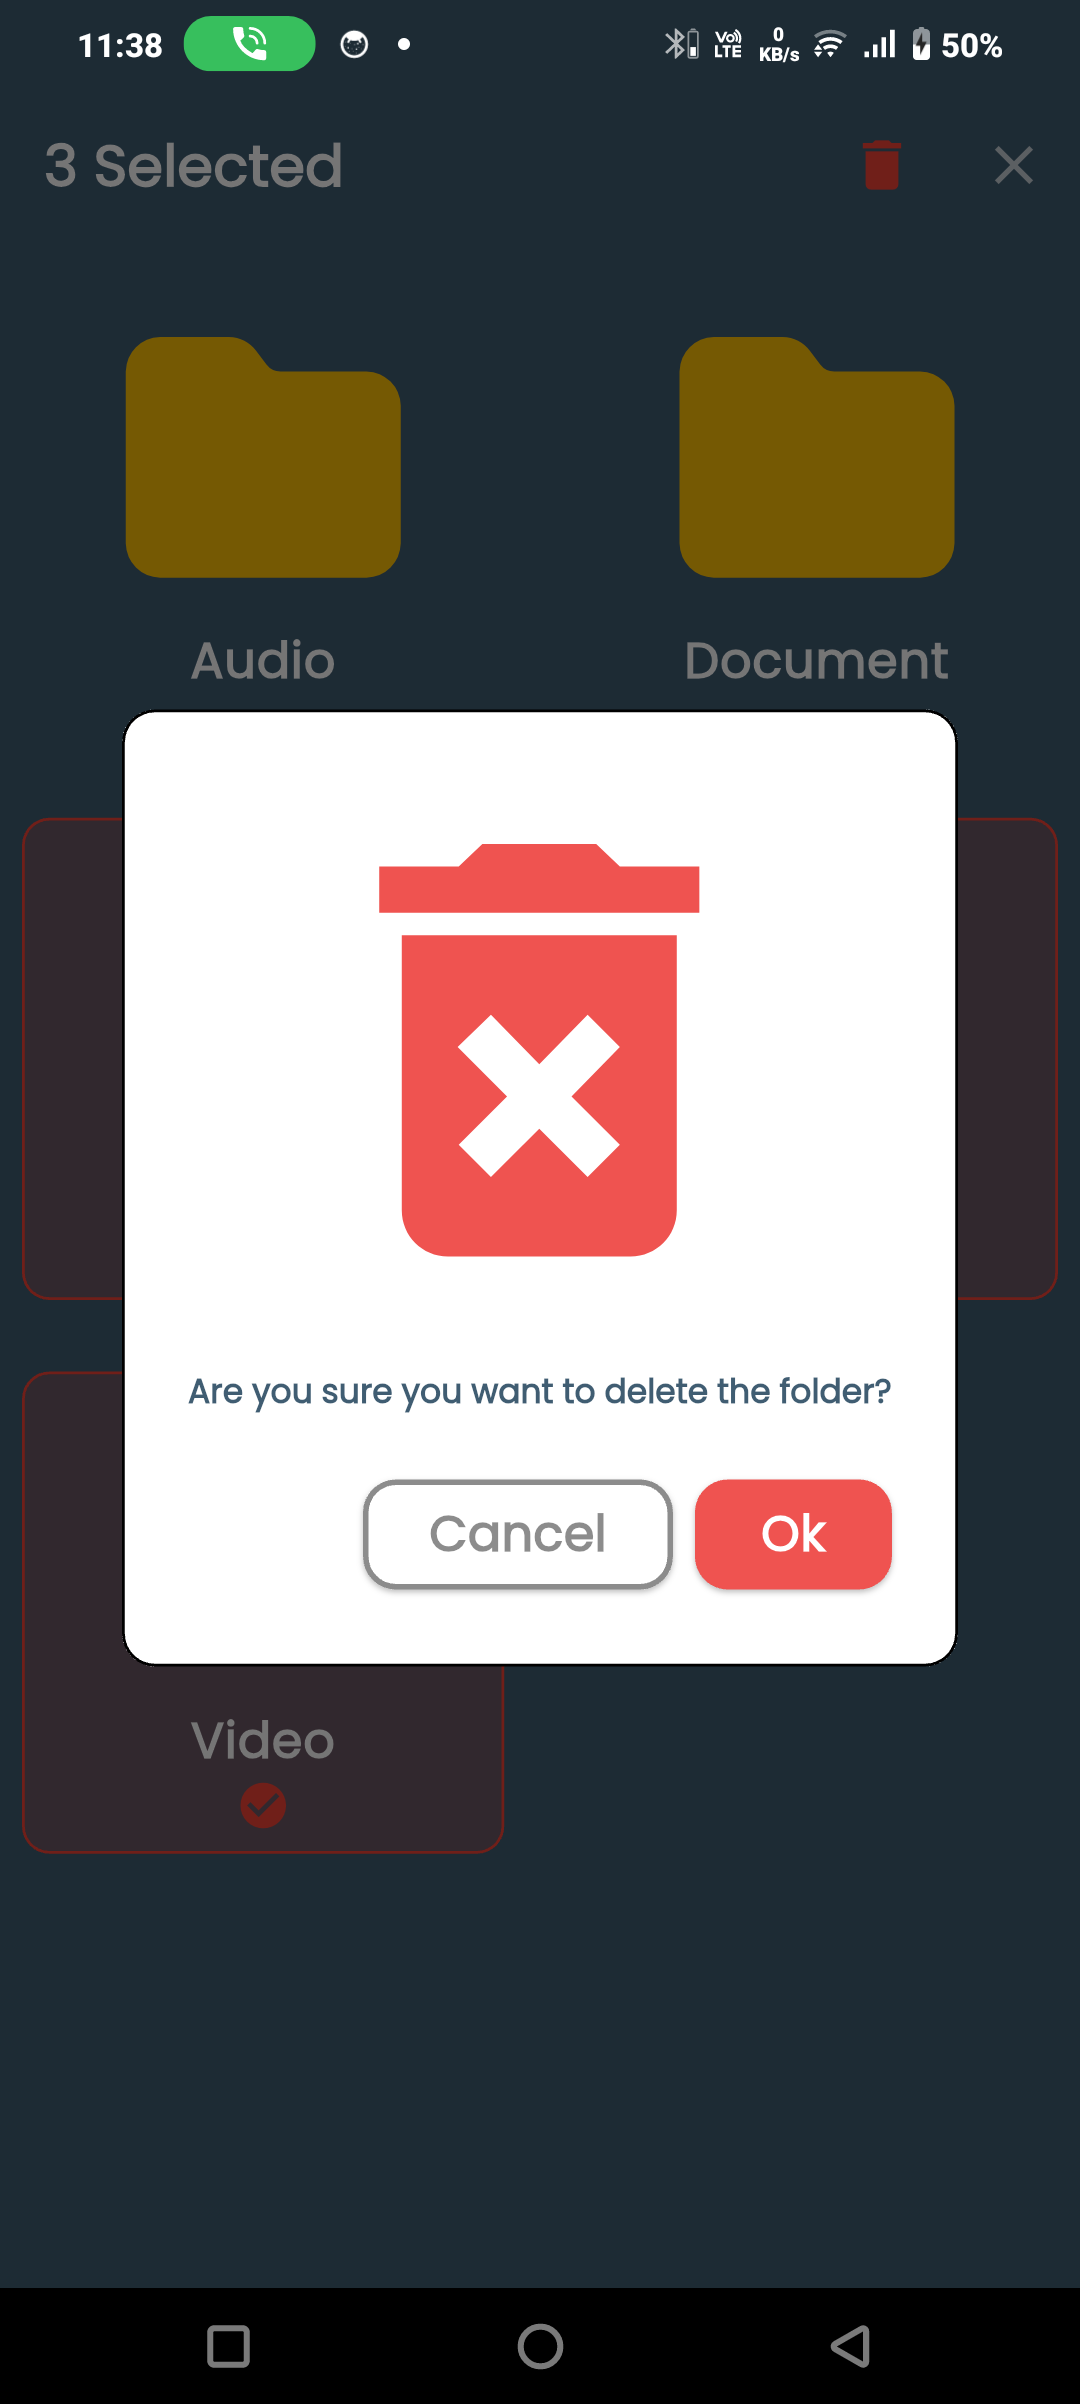 11:38
Vo))
LTE
0
KB/s
50%
3 Selected
Audio
Document
Are you sure you want to delete the folder?
Cancel
Ok
Video